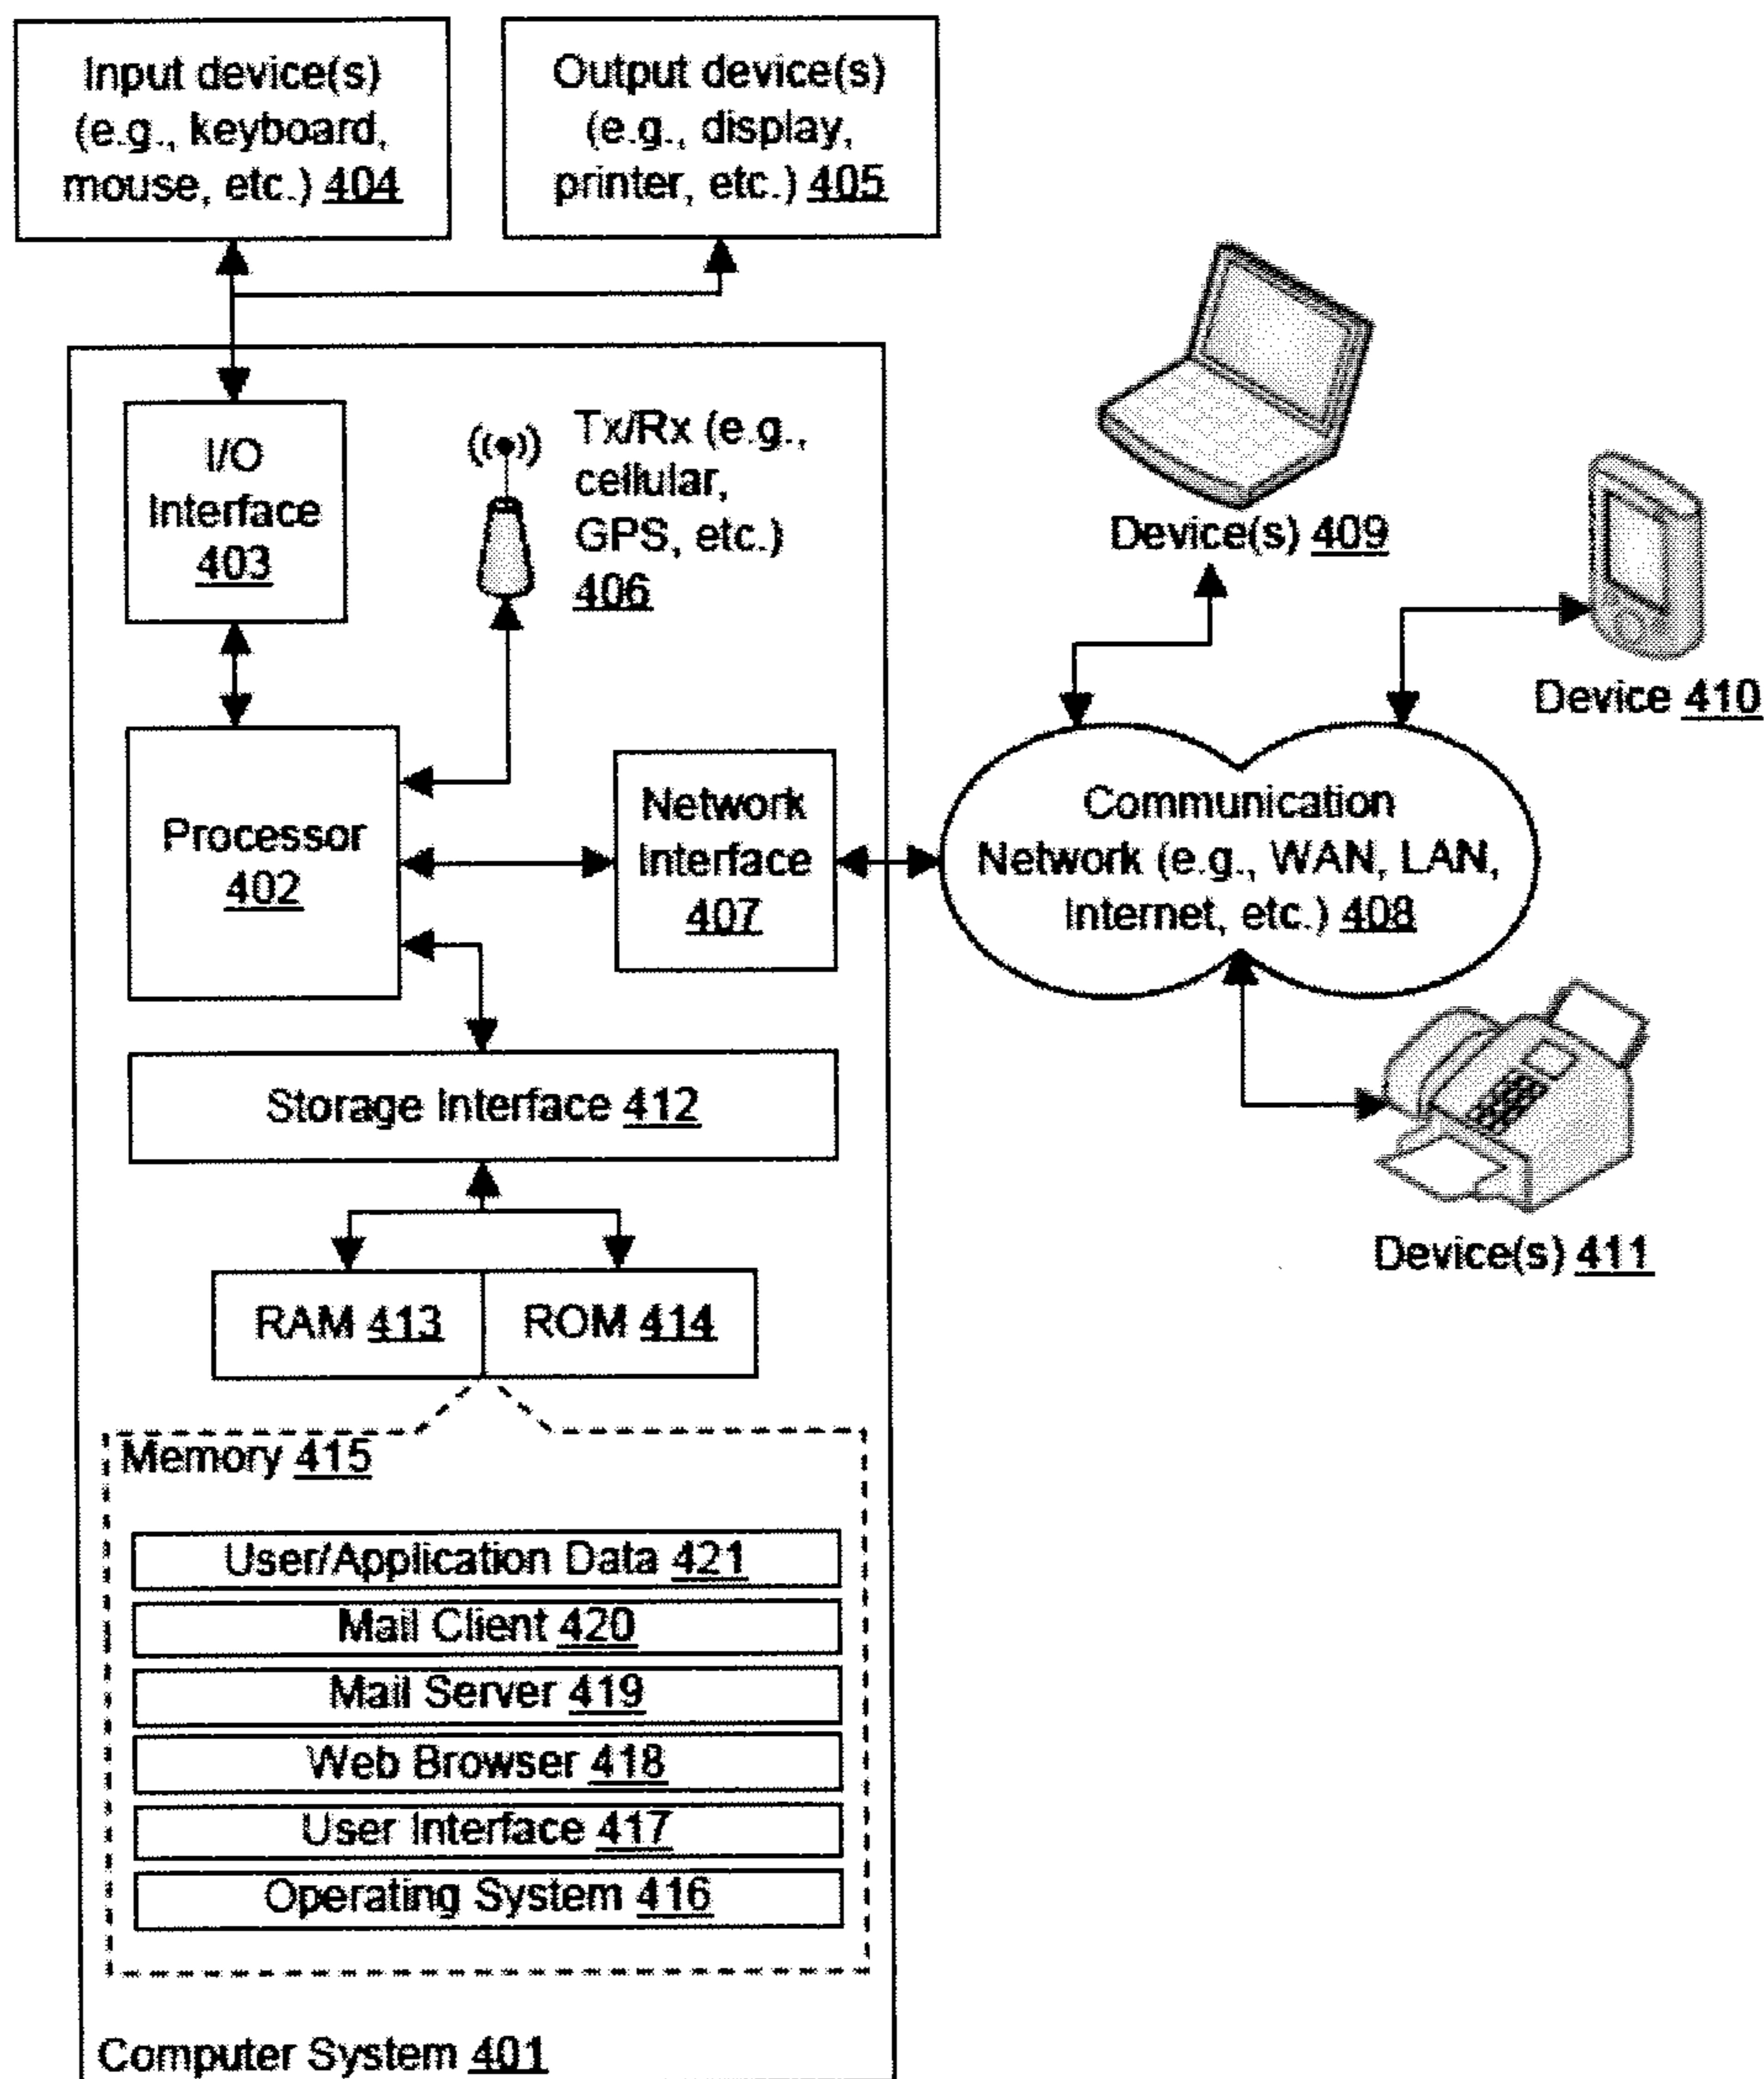 Input device(s)
(e.g., keyboard,
mouse, etc.) 404
Output device(s)
(e.g., display,
printer, etc.) 405
I/O
Interface
403
Tx/Rx (e.g.,
cellular,
GPS, etc.)
406
Device(s) 409
Device 410
Processor
402
Network
Interface
407
Communication
Network (e.g., WAN, LAN,
Internet, etc.) 408
Storage Interface 412
Device(s) 411
RAM 413
ROM 414
Memory 415
User/Application Data 421
Mail Client 420
Mail Server 419
Web Browser 418
User Interface 417
Operating System 416
Computer System 401